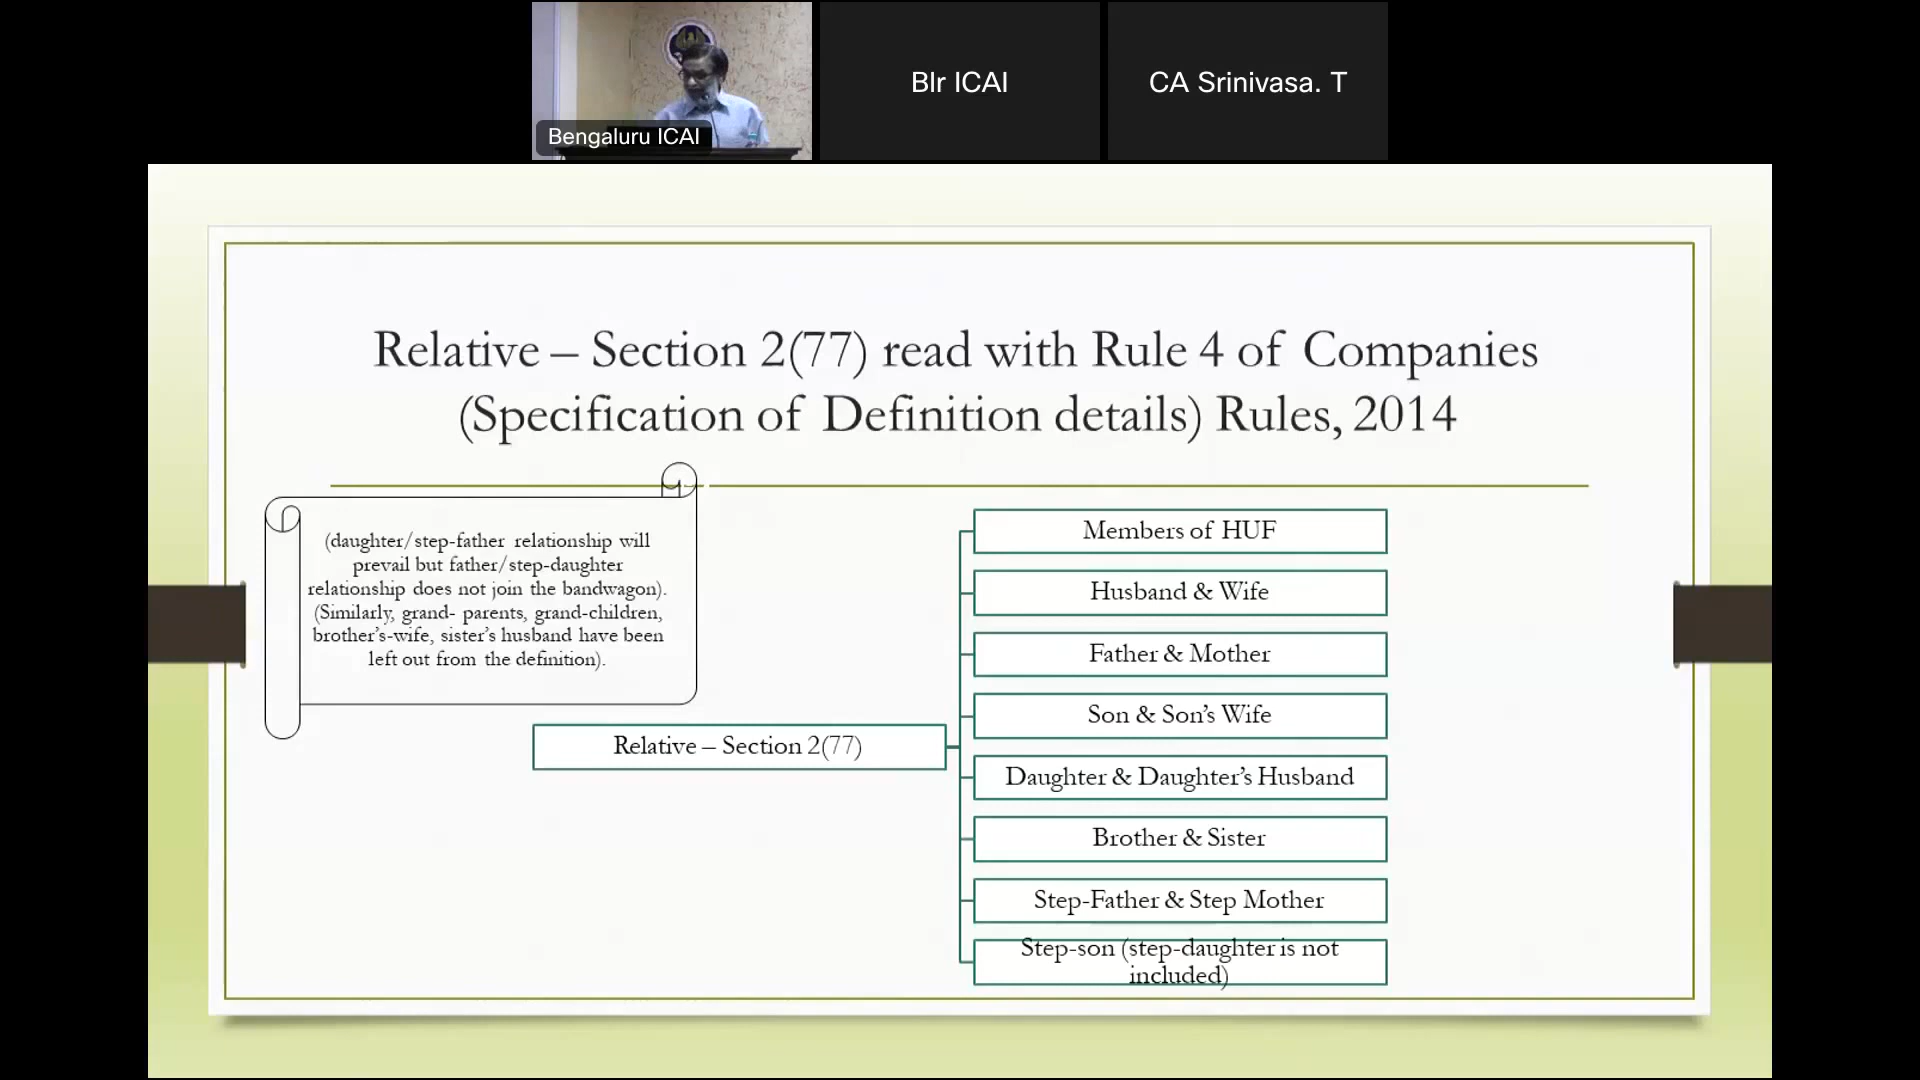 Bengaluru ICAI
Blr ICAI
CA Srinivasa. T
Relative – Section 2(77) read with Rule 4 of Companies
(Specification of Definition details) Rules, 2014
(daughter/step-father relationship will
prevail but father/step-daughter
relationship does not join the bandwagon).
(Similarly, grand- parents, grand-children,
brother's-wife, sister's husband have been
left out from the definition).
Relative – Section 2(77)
Members of HUF
Husband & Wife
Father & Mother
Son & Son's Wife
Daughter & Daughter's Husband
Brother & Sister
Step-Father & Step Mother
Step-son (step-daughter is not
included)